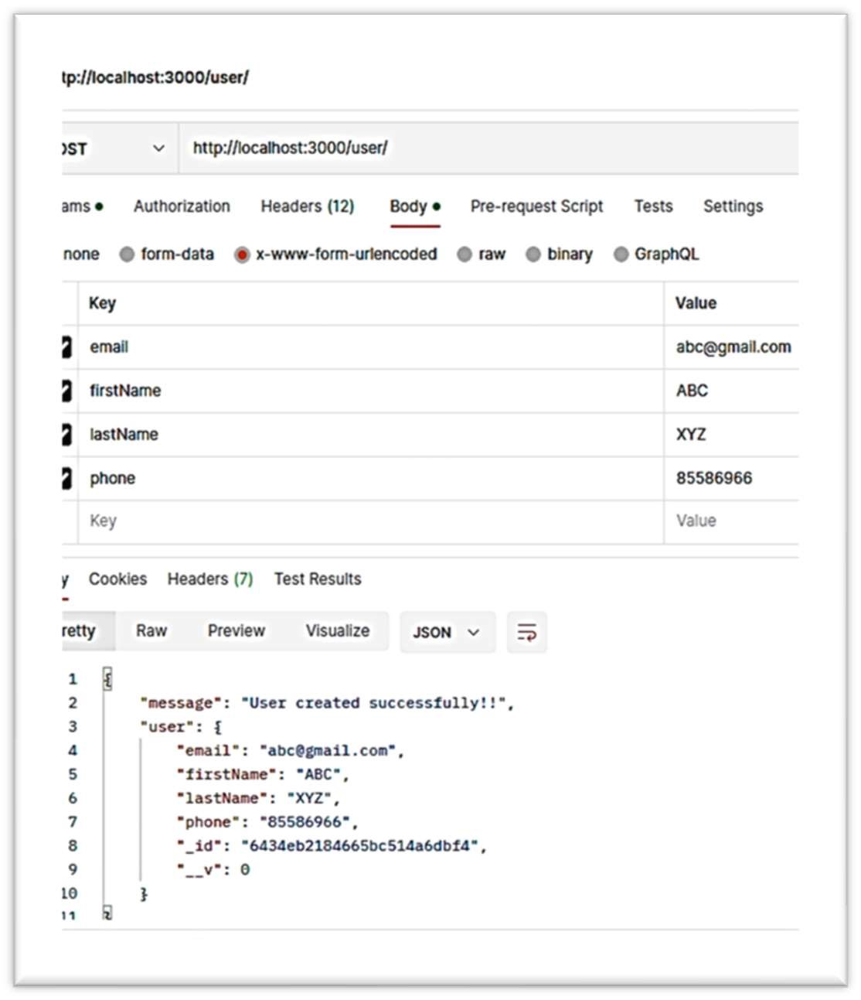 tp://localhost:3000/user/
OST http://localhost:3000/user/
ams Authorization Headers (12) Body Pre-request Script Tests Settings
none form-data x-www-form-urlencoded raw binary GraphQL
Key Value
email abc@gmail.com
firstName ABC
lastName XYZ
phone 85586966
Key Value
y Cookies Headers (7) Test Results
retty Raw Preview Visualize JSON
1 {
2 "message": "User created successfully!!",
3 "user": {
4 "email": "abc@gmail.com",
5 "firstName": "ABC",
6 "lastName": "XYZ",
7 "phone": "85586966",
8 "_id": "6434eb2184665bc514a6dbf4",
9 "__v": 0
10 }
11 }